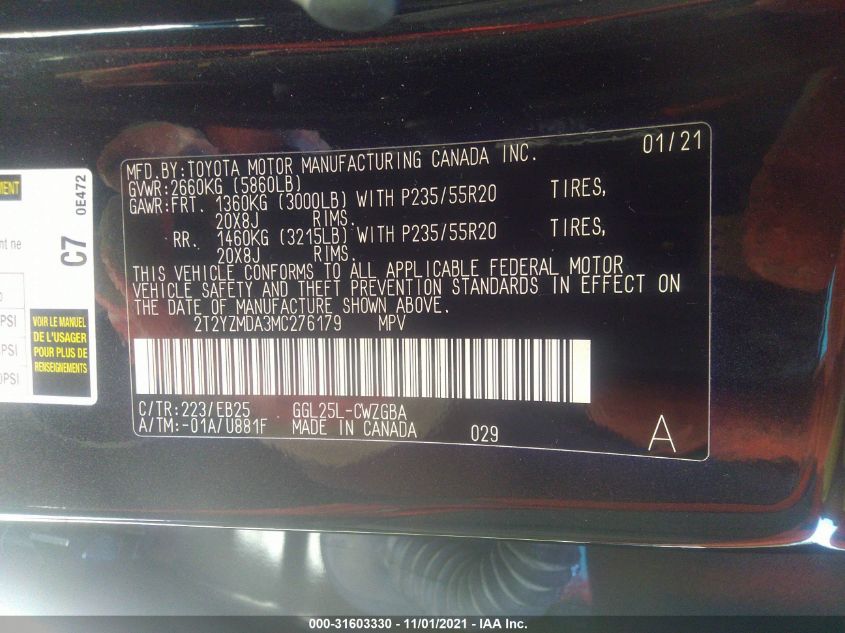 MENT
nt ne
PSI
PSI
0PSI
C7
0E472
VOIR LE MANUEL
DE L'USAGER
POUR PLUS DE
RENSEIGNEMENTS
01/21
MFD.BY:TOYOTA MOTOR MANUFACTURING CANADA INC.
GVWR:2660KG (5860LB)
GAWR:FRT. 1360KG (3000LB) WITH P235/55R20 TIRES,
20X8J RIMS.
RR. 1460KG (3215LB) WITH P235/55R20 TIRES,
20X8J RIMS.
THIS VEHICLE CONFORMS TO ALL APPLICABLE FEDERAL MOTOR
VEHICLE SAFETY AND THEFT PREVENTION STANDARDS IN EFFECT ON
THE DATE OF MANUFACTURE SHOWN ABOVE.
2T2YZMDA3MC276179 MPV
C/TR:223/EB25 GGL25L-CWZGBA
A/TM:-01A/U881F MADE IN CANADA 029
A
000-31603330 - 11/01/2021 - IAA Inc.